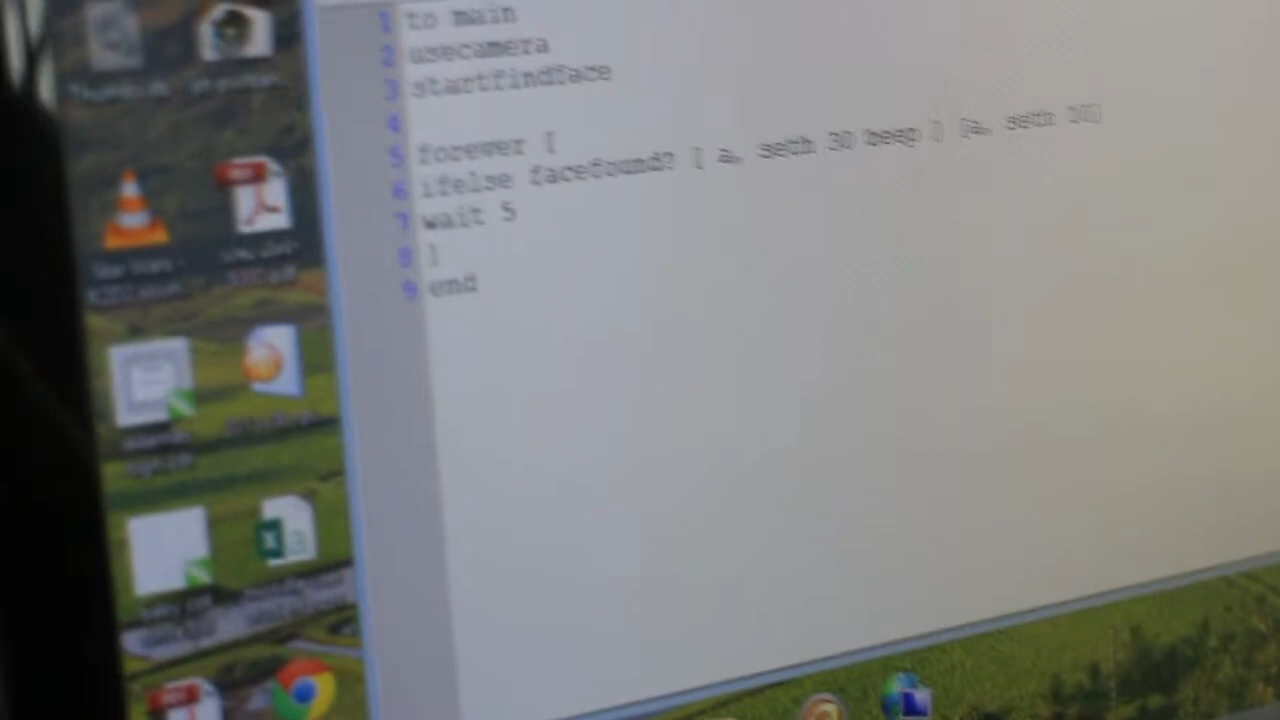 1 to main
2 usecamera
3 startfindface
4
5 forever [
6 ifelse facefound? [ a, seth 30 beep ] [a, seth 10]
7 wait 5
8 ]
9 end